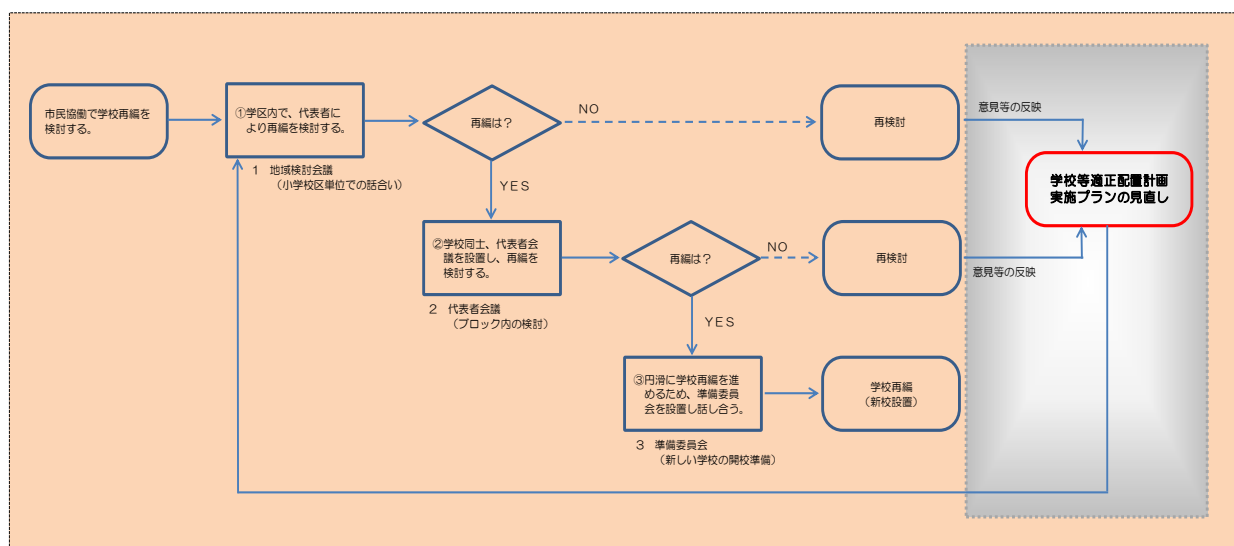 市民協働で学校再編を
検討する。
①学区内で、代表者に
より再編を検討する。
1 地域検討会議
(小学校区単位での話合い)
再編は?
NO
YES
再検討
意見等の反映
学校等適正配置計画
実施プランの見直し
②学校同士、代表者会
議を設置し、再編を
検討する。
2 代表者会議
(ブロック内の検討)
再編は?
NO
YES
再検討
意見等の反映
③円滑に学校再編を進
めるため、準備委員
会を設置し話し合う。
3 準備委員会
(新しい学校の開校準備)
学校再編
(新校設置)